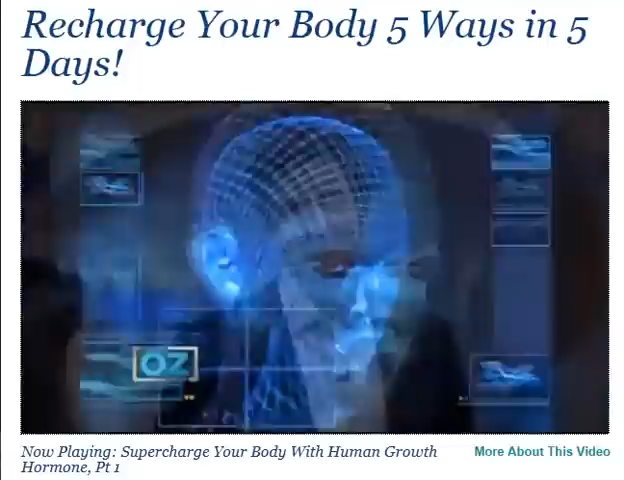 Recharge Your Body 5 Ways in 5
Days!
OZ
Now Playing: Supercharge Your Body With Human Growth
Hormone, Pt 1
More About This Video